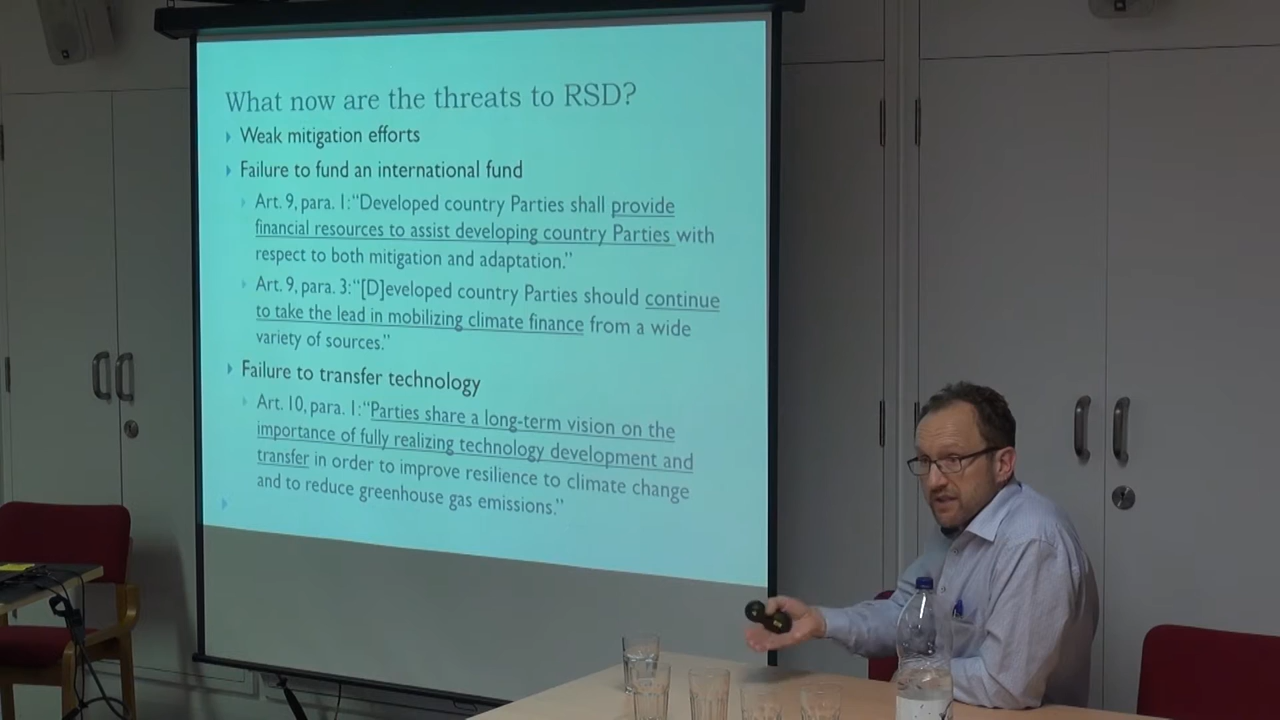 What now are the threats to RSD?
Weak mitigation efforts
Failure to fund an international fund
Art. 9, para. 1: “Developed country Parties shall provide
financial resources to assist developing country Parties with
respect to both mitigation and adaptation.”
Art. 9, para. 3: “[D]eveloped country Parties should continue
to take the lead in mobilizing climate finance from a wide
variety of sources.”
Failure to transfer technology
Art. 10, para. 1: “Parties share a long-term vision on the
importance of fully realizing technology development and
transfer in order to improve resilience to climate change
and to reduce greenhouse gas emissions.”